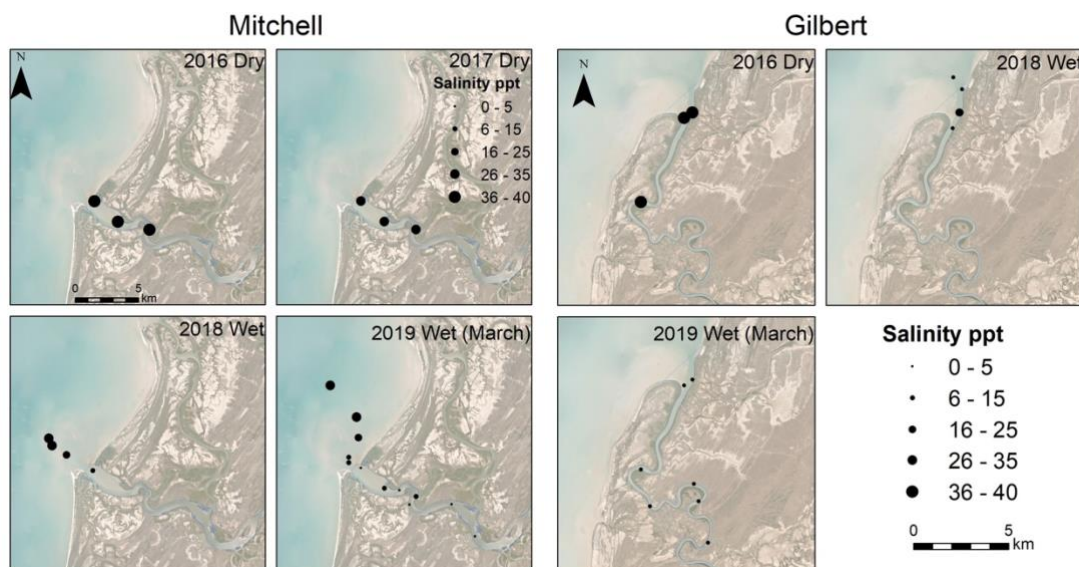 Mitchell
Gilbert
N
2016 Dry
0 5
km
2017 Dry
Salinity ppt
0 - 5
6 - 15
16 - 25
26 - 35
36 - 40
N
2016 Dry
2018 Wet
2018 Wet
2019 Wet (March)
2019 Wet (March)
Salinity ppt
0 - 5
6 - 15
16 - 25
26 - 35
36 - 40
0 5
km